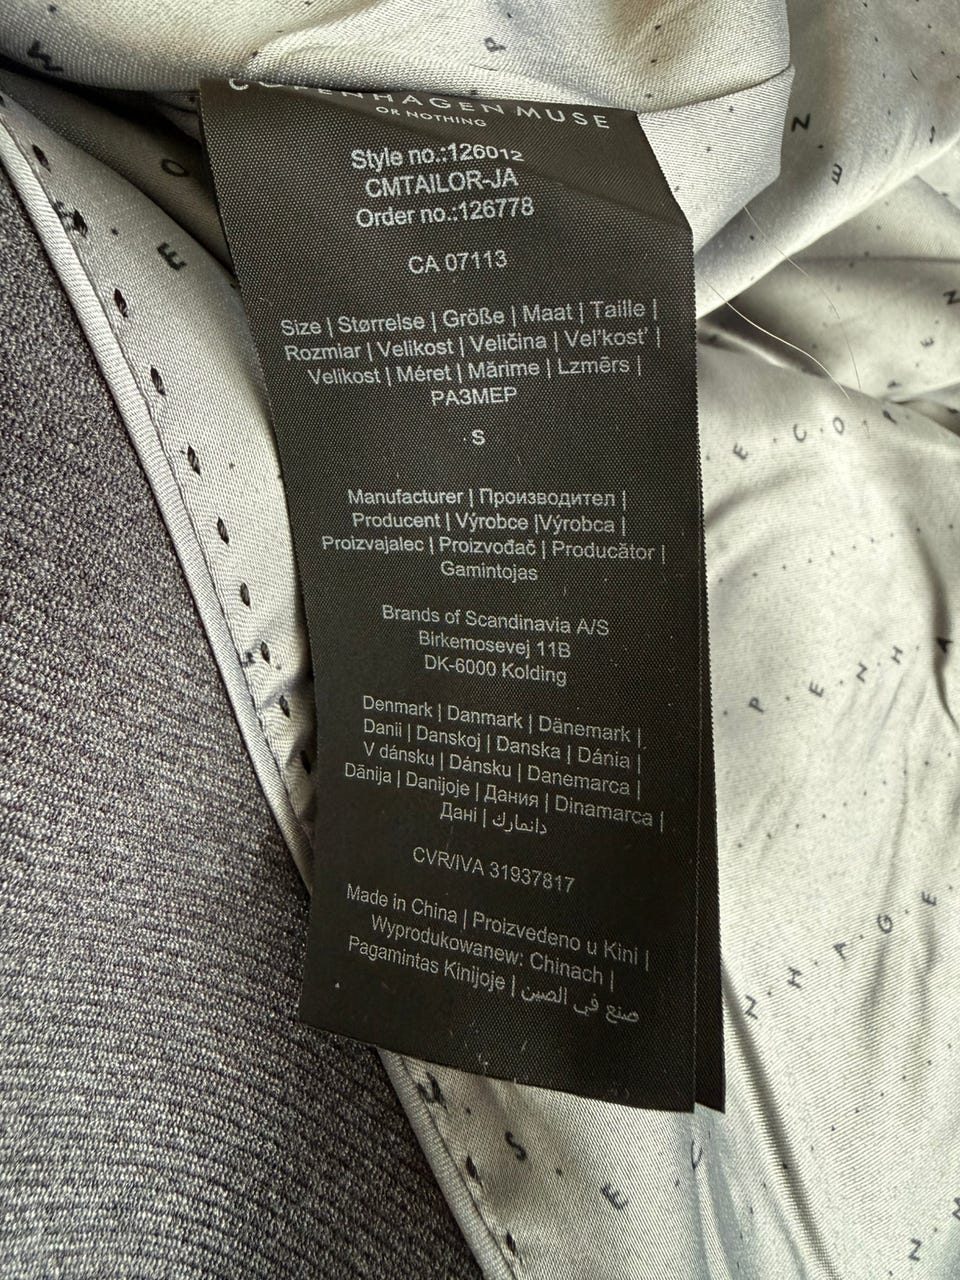 COPENHAGEN MUSE
OR NOTHING
Style no.:126012
CMTAILOR-JA
Order no.:126778
CA 07113
Size | Størrelse | Größe | Maat | Taille |
Rozmiar | Velikost | Veličina | Veľkosť |
Velikost | Méret | Mărime | Lzmērs |
РАЗМЕР
S
Manufacturer | Производител |
Producent | Výrobce |Výrobca |
Proizvajalec | Proizvođač | Producător |
Gamintojas
Brands of Scandinavia A/S
Birkemosevej 11B
DK-6000 Kolding
Denmark | Danmark | Dänemark |
Danii | Danskoj | Danska | Dánia |
V dánsku | Dánsku | Danemarca |
Dānija | Danijoje | Дания | Dinamarca |
Дані | دانمارك
CVR/IVA 31937817
Made in China | Proizvedeno u Kini |
Wyprodukowanew: Chinach |
Pagamintas Kinijoje | صنع في الصين